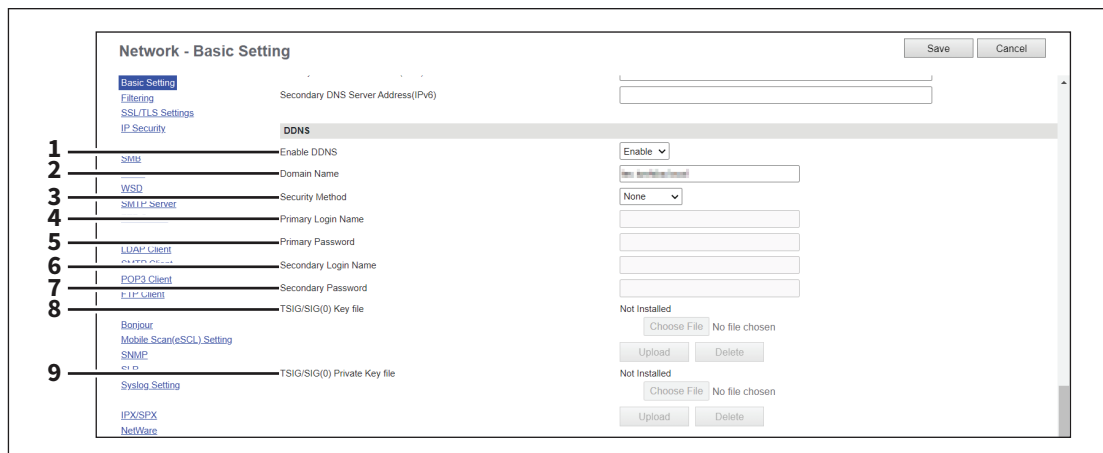 Network - Basic Setting
Save
Cancel
Basic Setting
Filtering
SSL/TLS Settings
IP Security
SMB
WSD
SMTP Server
LDAP Client
SMTP Client
POP3 Client
FTP Client
Bonjour
Mobile Scan(eSCL) Setting
SNMP
SLP
Syslog Setting
IPX/SPX
NetWare
Secondary DNS Server Address(IPv6)
DDNS
1 Enable DDNS Enable
2 Domain Name
3 Security Method None
4 Primary Login Name
5 Primary Password
6 Secondary Login Name
7 Secondary Password
8 TSIG/SIG(0) Key file Not Installed
Choose File No file chosen
Upload Delete
9 TSIG/SIG(0) Private Key file Not Installed
Choose File No file chosen
Upload Delete